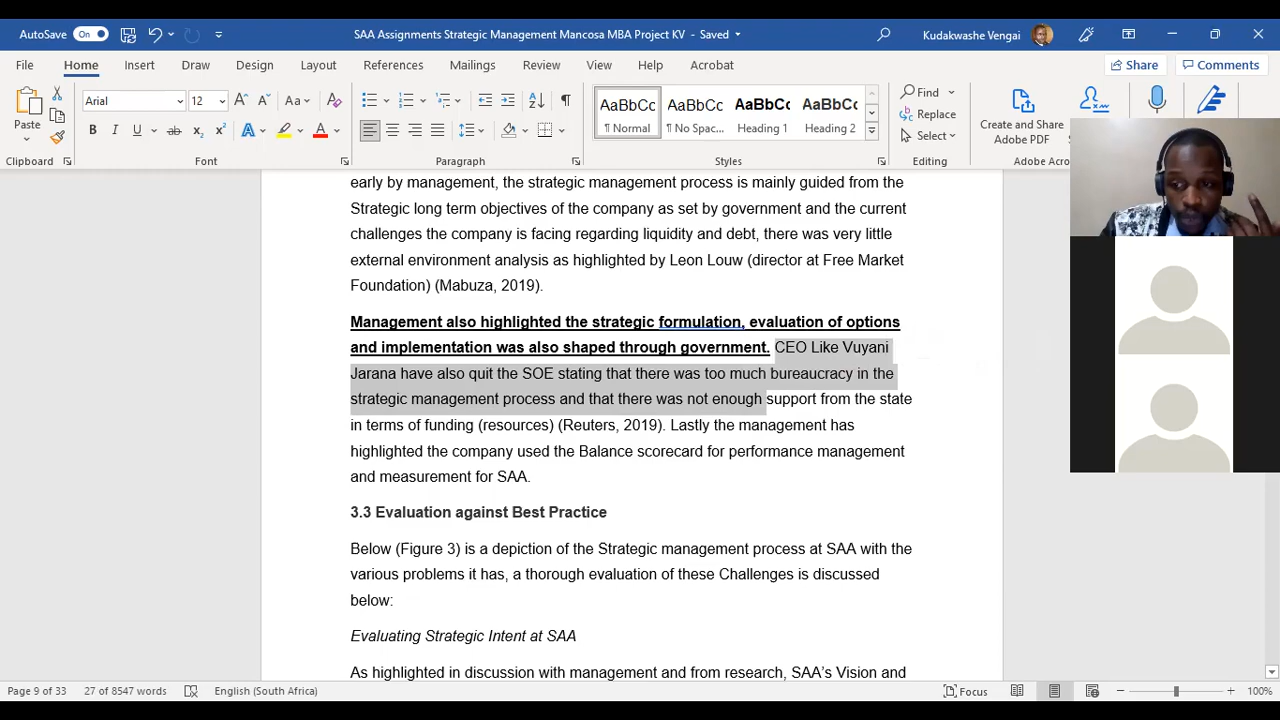 AutoSave On SAA Assignments Strategic Management Mancosa MBA Project KV - Saved Kudakwashe Vengai
File Home Insert Draw Design Layout References Mailings Review View Help Acrobat Share Comments
Paste Arial 12 Aa AaBbCc AaBbCc AaBbCc AaBbCc Find Replace Select Create and Share
¶ Normal ¶ No Spac... Heading 1 Heading 2 Adobe PDF
Clipboard Font Paragraph Styles Editing Adobe Acro
early by management, the strategic management process is mainly guided from the
Strategic long term objectives of the company as set by government and the current
challenges the company is facing regarding liquidity and debt, there was very little
external environment analysis as highlighted by Leon Louw (director at Free Market
Foundation) (Mabuza, 2019).
Management also highlighted the strategic formulation, evaluation of options
and implementation was also shaped through government. CEO Like Vuyani
Jarana have also quit the SOE stating that there was too much bureaucracy in the
strategic management process and that there was not enough support from the state
in terms of funding (resources) (Reuters, 2019). Lastly the management has
highlighted the company used the Balance scorecard for performance management
and measurement for SAA.
3.3 Evaluation against Best Practice
Below (Figure 3) is a depiction of the Strategic management process at SAA with the
various problems it has, a thorough evaluation of these Challenges is discussed
below:
Evaluating Strategic Intent at SAA
As highlighted in discussion with management and from research, SAA's Vision and
Page 9 of 33 27 of 8547 words English (South Africa) Focus 100%